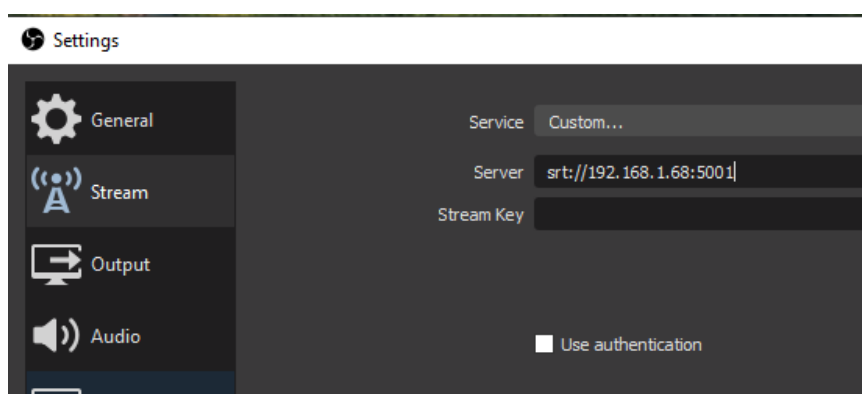 Settings
General
Stream
Output
Audio
Service Custom...
Server srt://192.168.1.68:5001
Stream Key
Use authentication